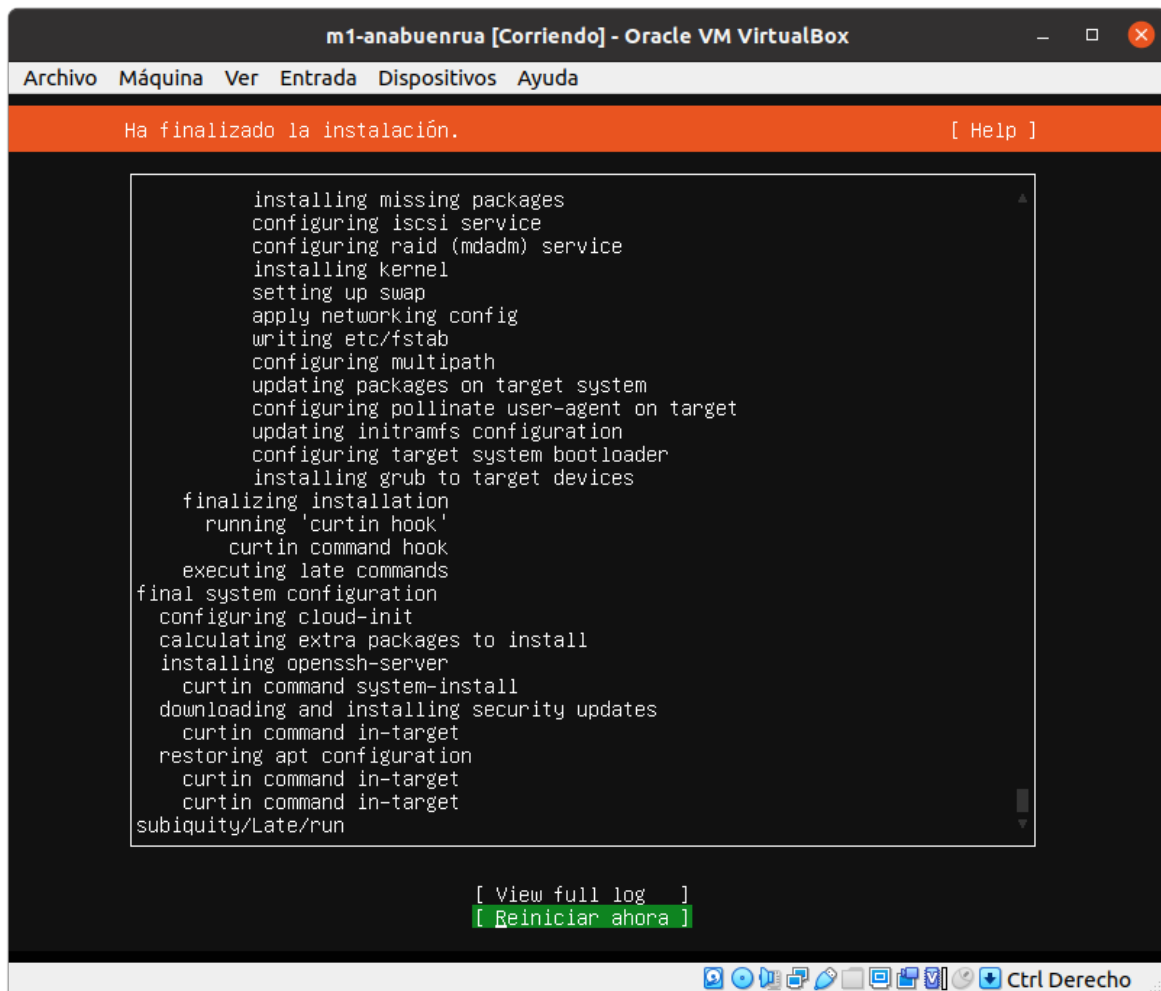 m1-anabuenrua [Corriendo] - Oracle VM VirtualBox
Archivo Máquina Ver Entrada Dispositivos Ayuda
Ha finalizado la instalación. [ Help ]
installing missing packages
configuring iscsi service
configuring raid (mdadm) service
installing kernel
setting up swap
apply networking config
writing etc/fstab
configuring multipath
updating packages on target system
configuring pollinate user-agent on target
updating initramfs configuration
configuring target system bootloader
installing grub to target devices
finalizing installation
running 'curtin hook'
curtin command hook
executing late commands
final system configuration
configuring cloud-init
calculating extra packages to install
installing openssh-server
curtin command system-install
downloading and installing security updates
curtin command in-target
restoring apt configuration
curtin command in-target
curtin command in-target
subiquity/Late/run
[ View full log ]
[ Reiniciar ahora ]
Ctrl Derecho